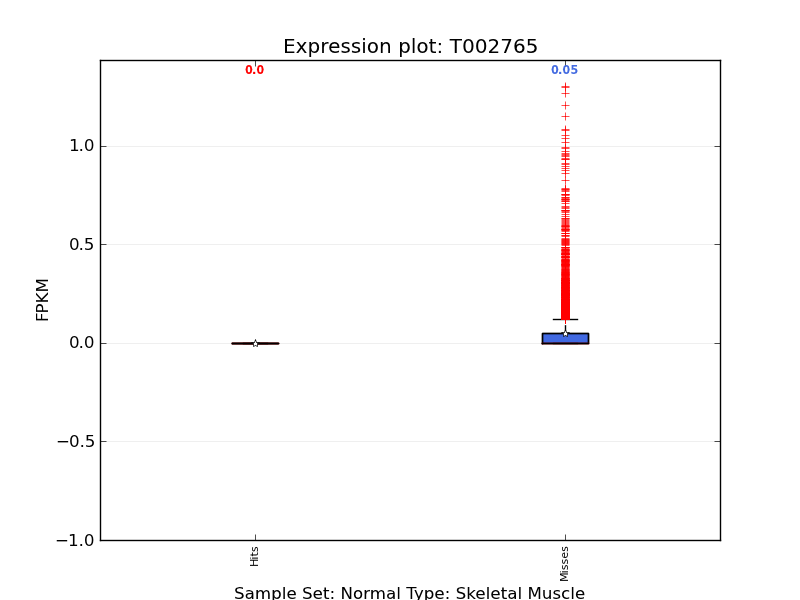 Expression plot: T002765
0.0
0.05
1.0
0.5
0.0
−0.5
−1.0
FPKM
Hits
Misses
Sample Set: Normal Type: Skeletal Muscle